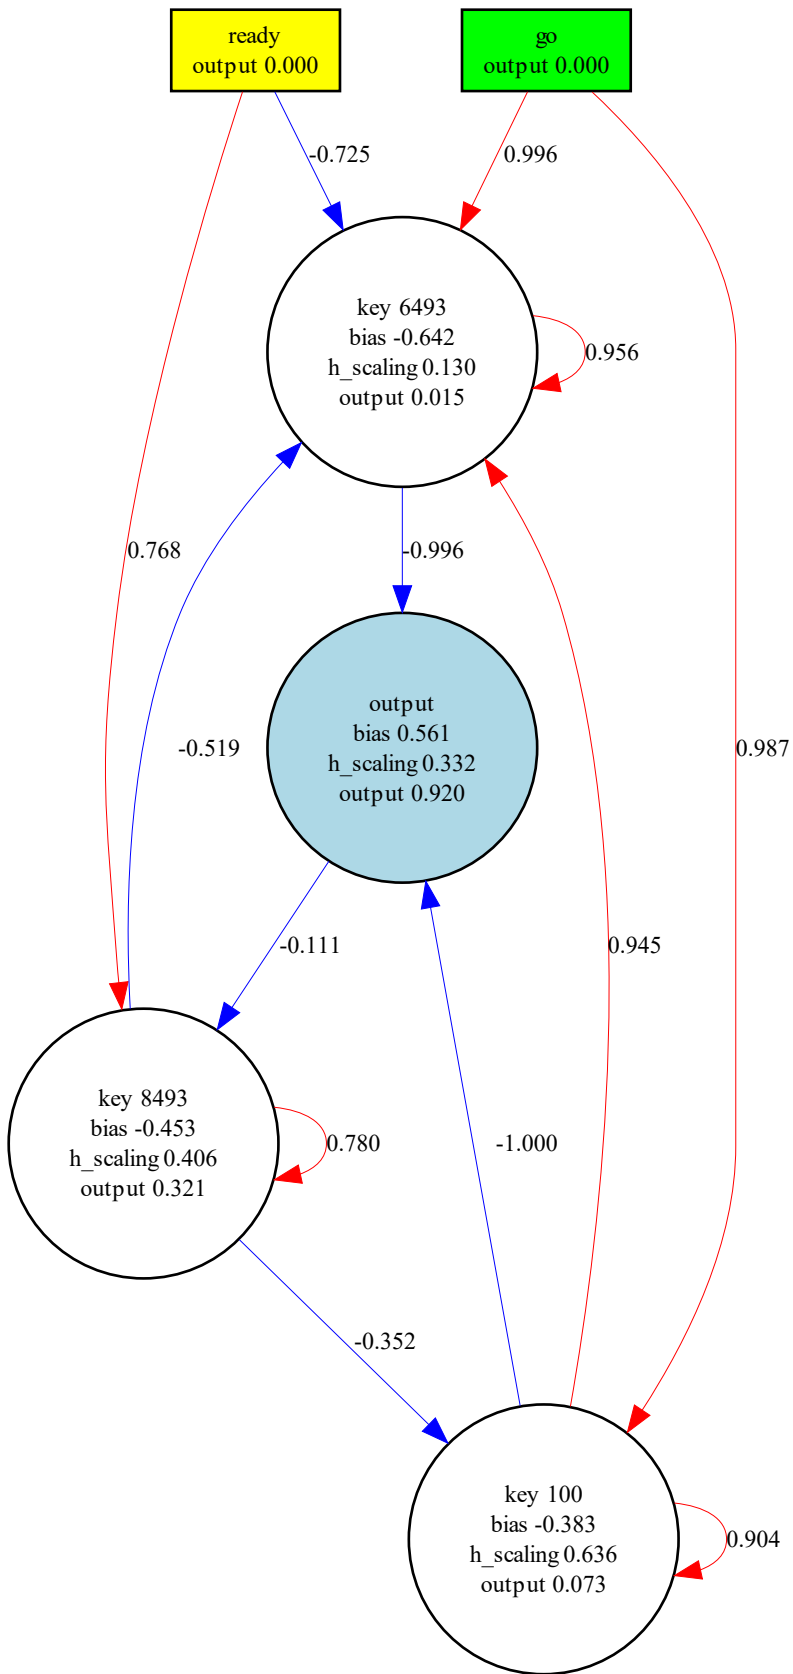 ready
output 0.000
go
output 0.000
-0.725
0.996
key 6493
bias -0.642
h_scaling 0.130
output 0.015
0.956
0.768
-0.996
output
bias 0.561
h_scaling 0.332
output 0.920
-0.519
0.987
-0.111
0.945
key 8493
bias -0.453
h_scaling 0.406
output 0.321
0.780
-1.000
-0.352
key 100
bias -0.383
h_scaling 0.636
output 0.073
0.904